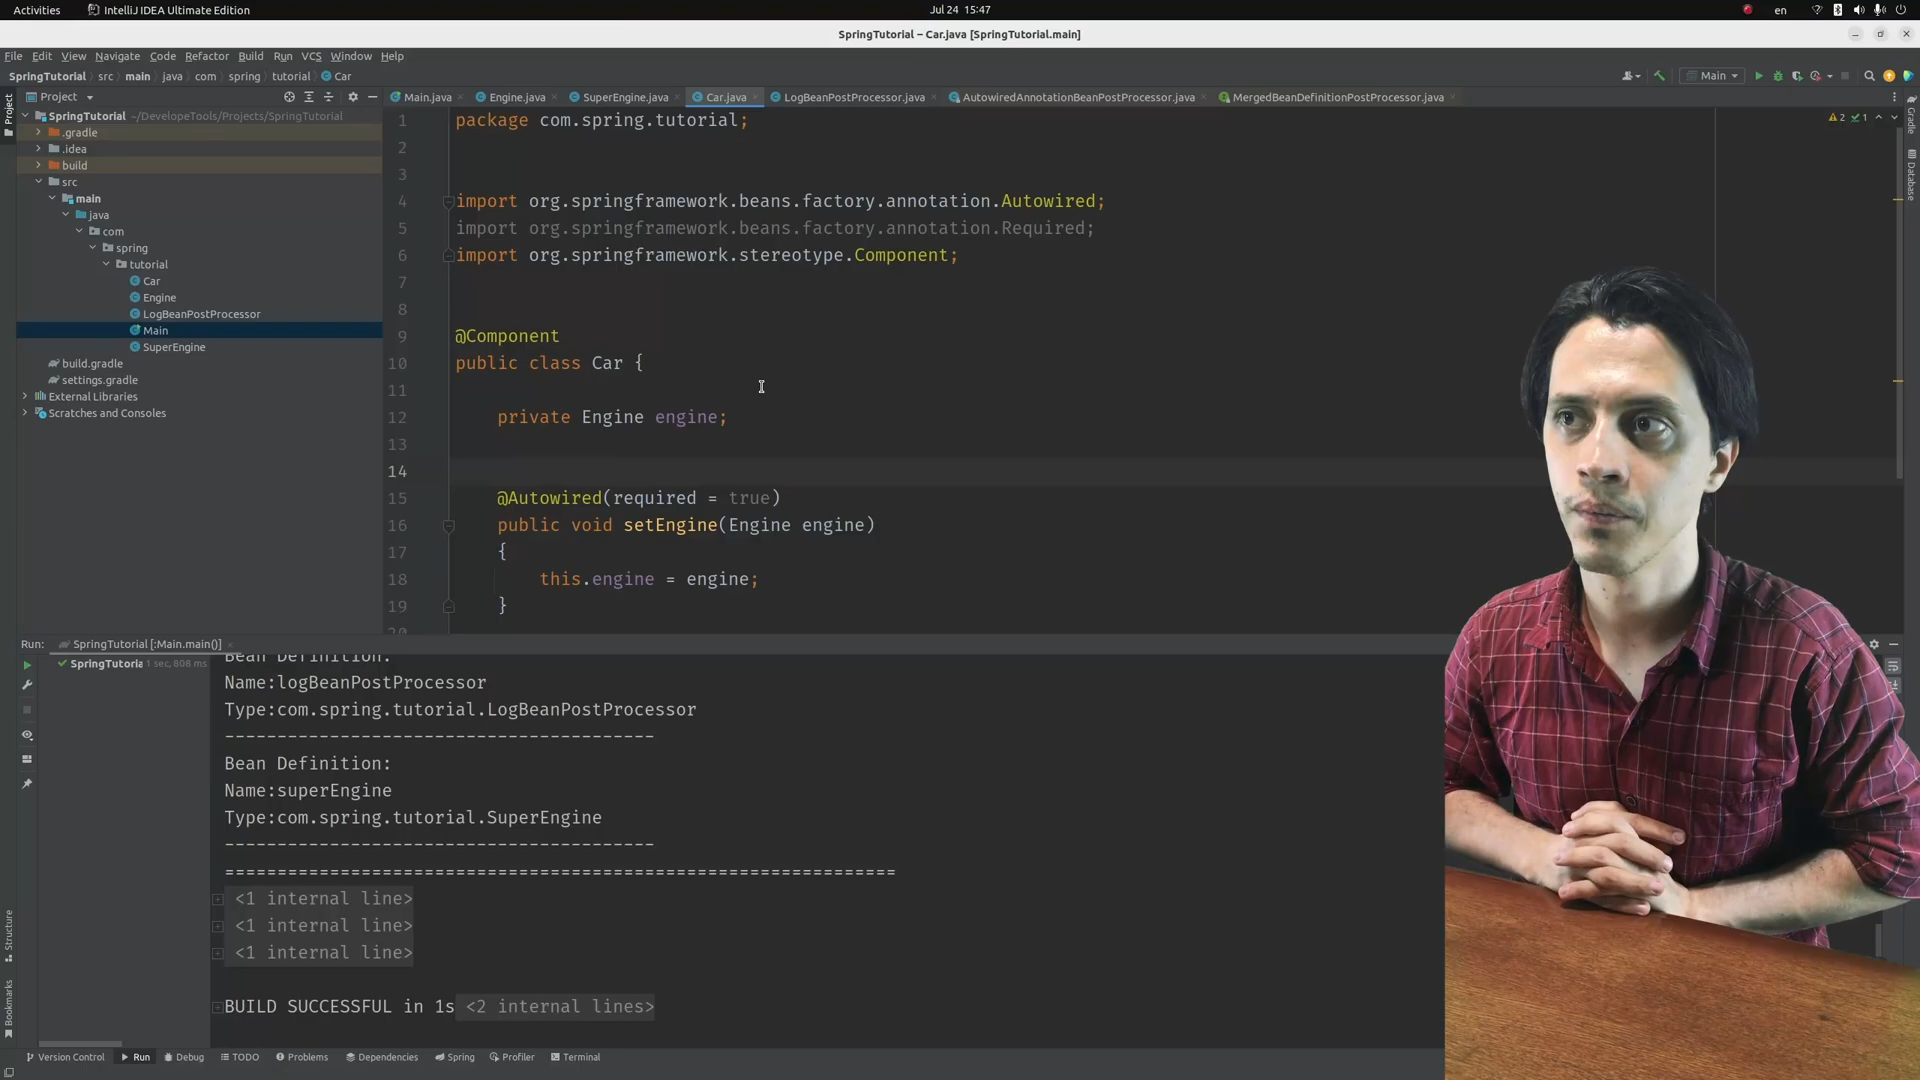 Activities
IntelliJ IDEA Ultimate Edition
Jul 24 15:47
en
SpringTutorial – Car.java [SpringTutorial.main]
File Edit View Navigate Code Refactor Build Run VCS Window Help
SpringTutorial src main java com spring tutorial Car
Main
Project
Main.java Engine.java SuperEngine.java Car.java LogBeanPostProcessor.java AutowiredAnnotationBeanPostProcessor.java MergedBeanDefinitionPostProcessor.java
SpringTutorial ~/DevelopeTools/Projects/SpringTutorial
.gradle
.idea
build
src
main
java
com
spring
tutorial
Car
Engine
LogBeanPostProcessor
Main
SuperEngine
build.gradle
settings.gradle
External Libraries
Scratches and Consoles
1 package com.spring.tutorial;
2
3
4 import org.springframework.beans.factory.annotation.Autowired;
5 import org.springframework.beans.factory.annotation.Required;
6 import org.springframework.stereotype.Component;
7
8
9 @Component
10 public class Car {
11
12 private Engine engine;
13
14
15 @Autowired(required = true)
16 public void setEngine(Engine engine)
17 {
18 this.engine = engine;
19 }
20
2 1
Project
Gradle
Database
Structure
Bookmarks
Run: SpringTutorial [:Main.main()]
SpringTutoria 1 sec, 808 ms
Bean Definition:
Name:logBeanPostProcessor
Type:com.spring.tutorial.LogBeanPostProcessor
-----------------------------------------
Bean Definition:
Name:superEngine
Type:com.spring.tutorial.SuperEngine
-----------------------------------------
================================================================
<1 internal line>
<1 internal line>
<1 internal line>
BUILD SUCCESSFUL in 1s <2 internal lines>
Version Control Run Debug TODO Problems Dependencies Spring Profiler Terminal